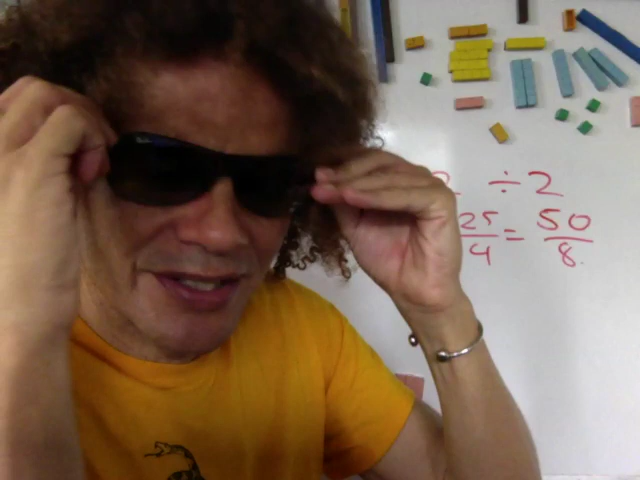 ÷ 2
25/4 = 50/8.